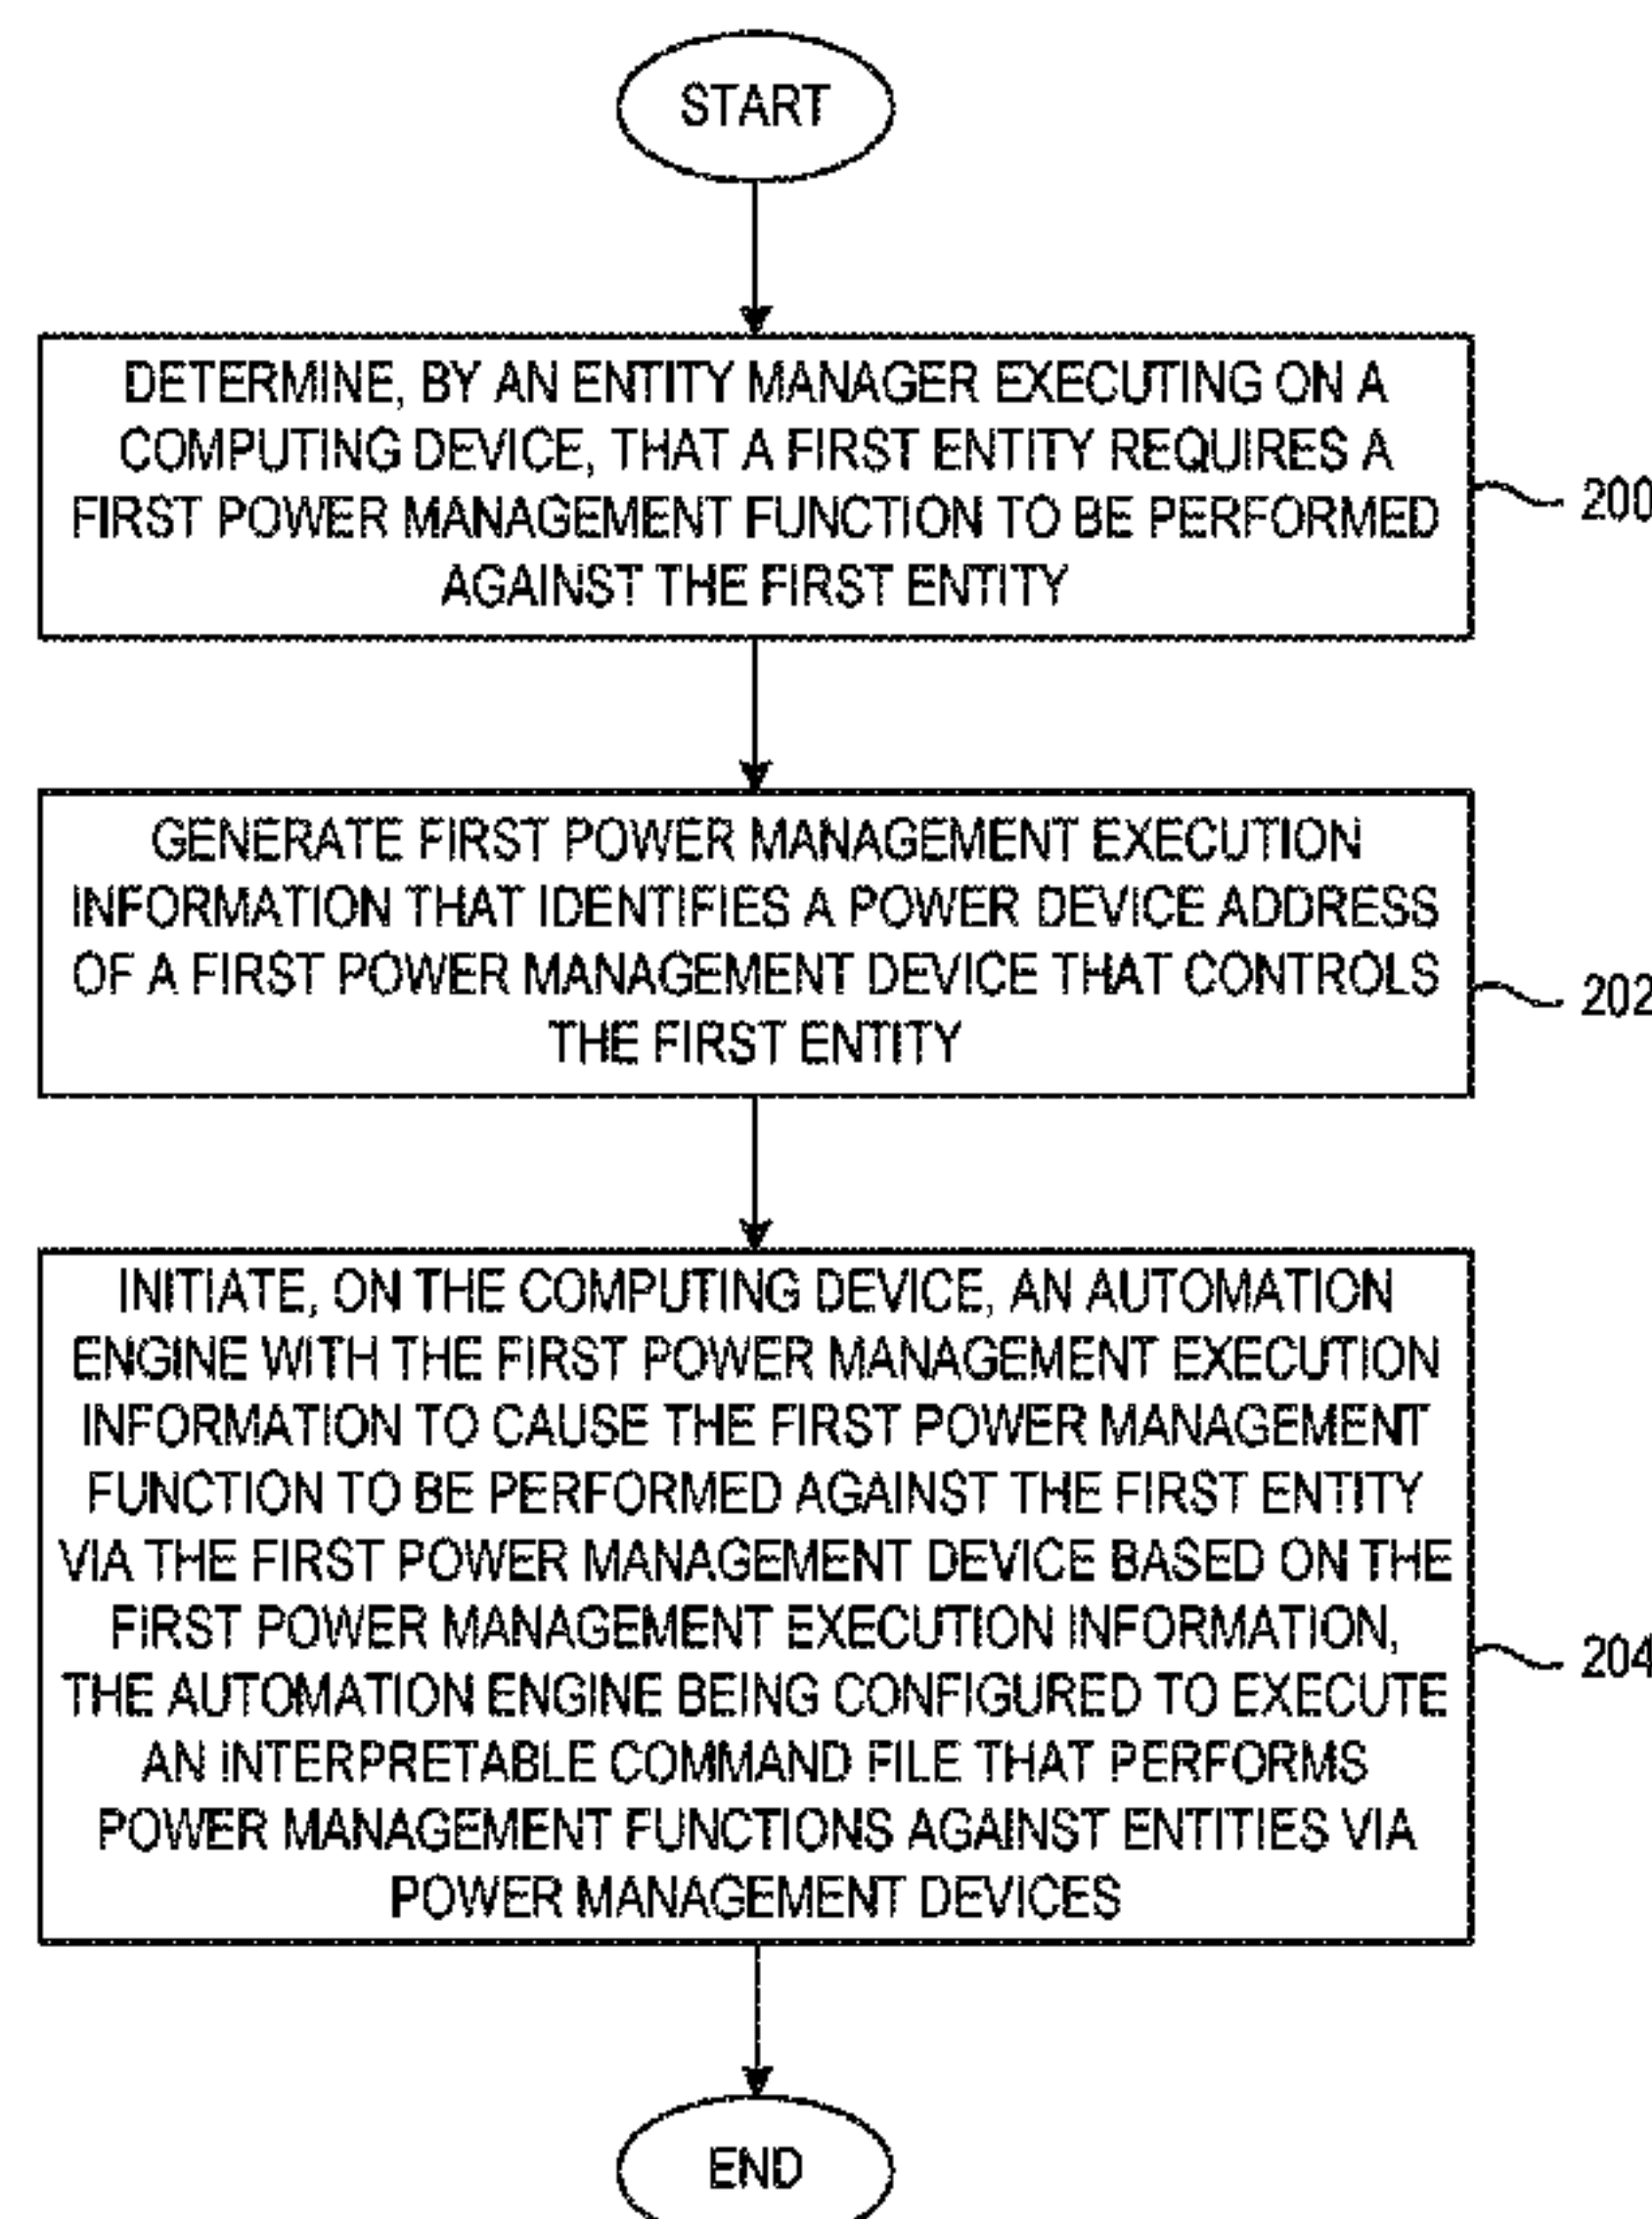 START
DETERMINE, BY AN ENTITY MANAGER EXECUTING ON A
COMPUTING DEVICE, THAT A FIRST ENTITY REQUIRES A
FIRST POWER MANAGEMENT FUNCTION TO BE PERFORMED
AGAINST THE FIRST ENTITY
200
GENERATE FIRST POWER MANAGEMENT EXECUTION
INFORMATION THAT IDENTIFIES A POWER DEVICE ADDRESS
OF A FIRST POWER MANAGEMENT DEVICE THAT CONTROLS
THE FIRST ENTITY
202
INITIATE, ON THE COMPUTING DEVICE, AN AUTOMATION
ENGINE WITH THE FIRST POWER MANAGEMENT EXECUTION
INFORMATION TO CAUSE THE FIRST POWER MANAGEMENT
FUNCTION TO BE PERFORMED AGAINST THE FIRST ENTITY
VIA THE FIRST POWER MANAGEMENT DEVICE BASED ON THE
FIRST POWER MANAGEMENT EXECUTION INFORMATION,
THE AUTOMATION ENGINE BEING CONFIGURED TO EXECUTE
AN INTERPRETABLE COMMAND FILE THAT PERFORMS
POWER MANAGEMENT FUNCTIONS AGAINST ENTITIES VIA
POWER MANAGEMENT DEVICES
204
END